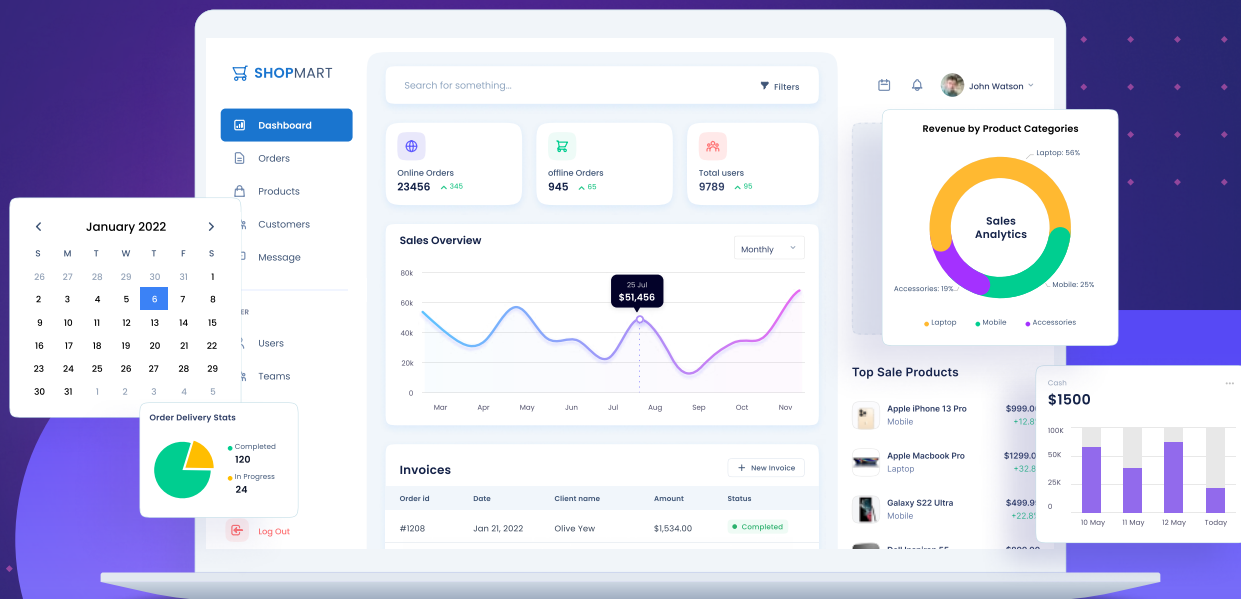 SHOPMART
Dashboard
Orders
Products
Customers
Message
Users
Teams
Log Out
January 2022
S M T W T F S
26 27 28 29 30 31 1
2 3 4 5 6 7 8
9 10 11 12 13 14 15
16 17 18 19 20 21 22
23 24 25 26 27 28 29
30 31 1 2 3 4 5
Order Delivery Stats
Completed
120
In Progress
24
Search for something...
Filters
Online Orders
23456 345
offline Orders
945 65
Total users
9789 95
Sales Overview
Monthly
80k
60k
40k
20k
0
25 Jul
$51,456
Mar Apr May Jun Jul Aug Sep Oct Nov
Invoices
New Invoice
Order id Date Client name Amount Status
#1208 Jan 21, 2022 Olive Yew $1,534.00 Completed
John Watson
Revenue by Product Categories
Laptop: 56%
Sales
Analytics
Accessories: 19%
Mobile: 25%
Laptop Mobile Accessories
Top Sale Products
Apple iPhone 13 Pro
Mobile
Apple Macbook Pro
Laptop
Galaxy S22 Ultra
Mobile
Cash
$1500
100K
50K
25K
0
10 May 11 May 12 May Today